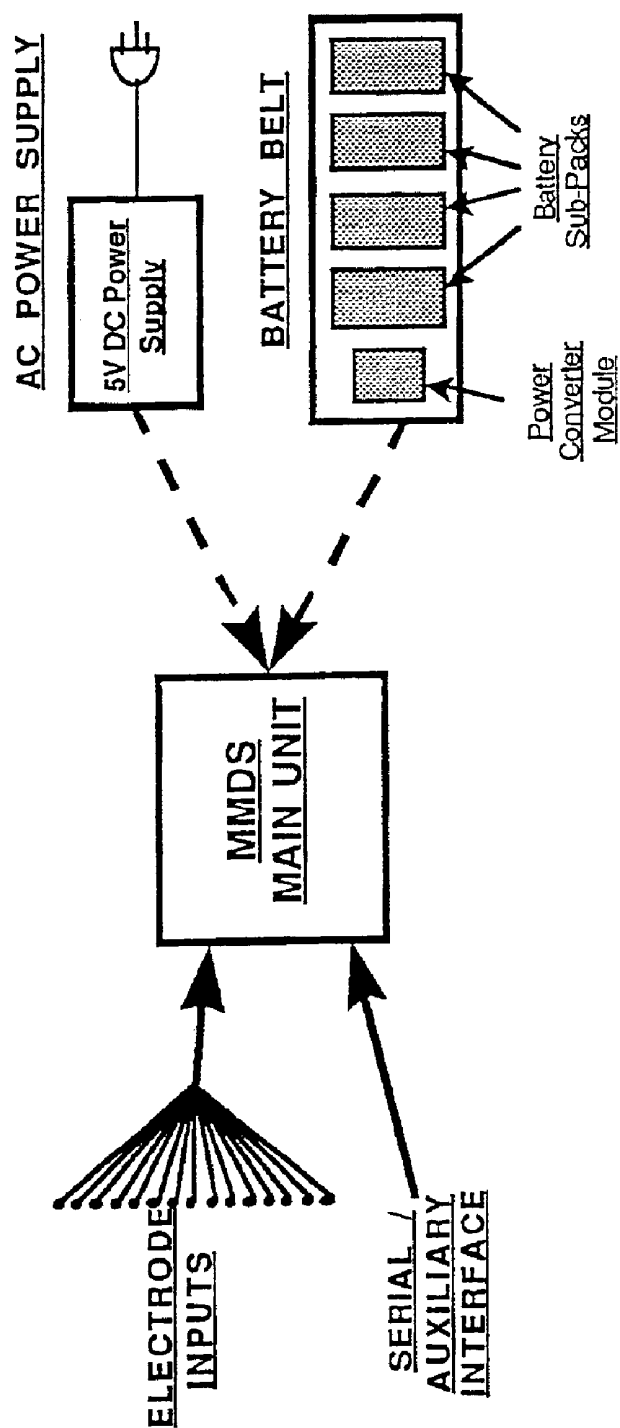 AC POWER SUPPLY
5V DC Power
Supply
BATTERY BELT
Battery
Sub-Packs
Power
Converter
Module
MMDS
MAIN UNIT
ELECTRODE
INPUTS
SERIAL /
AUXILIARY
INTERFACE